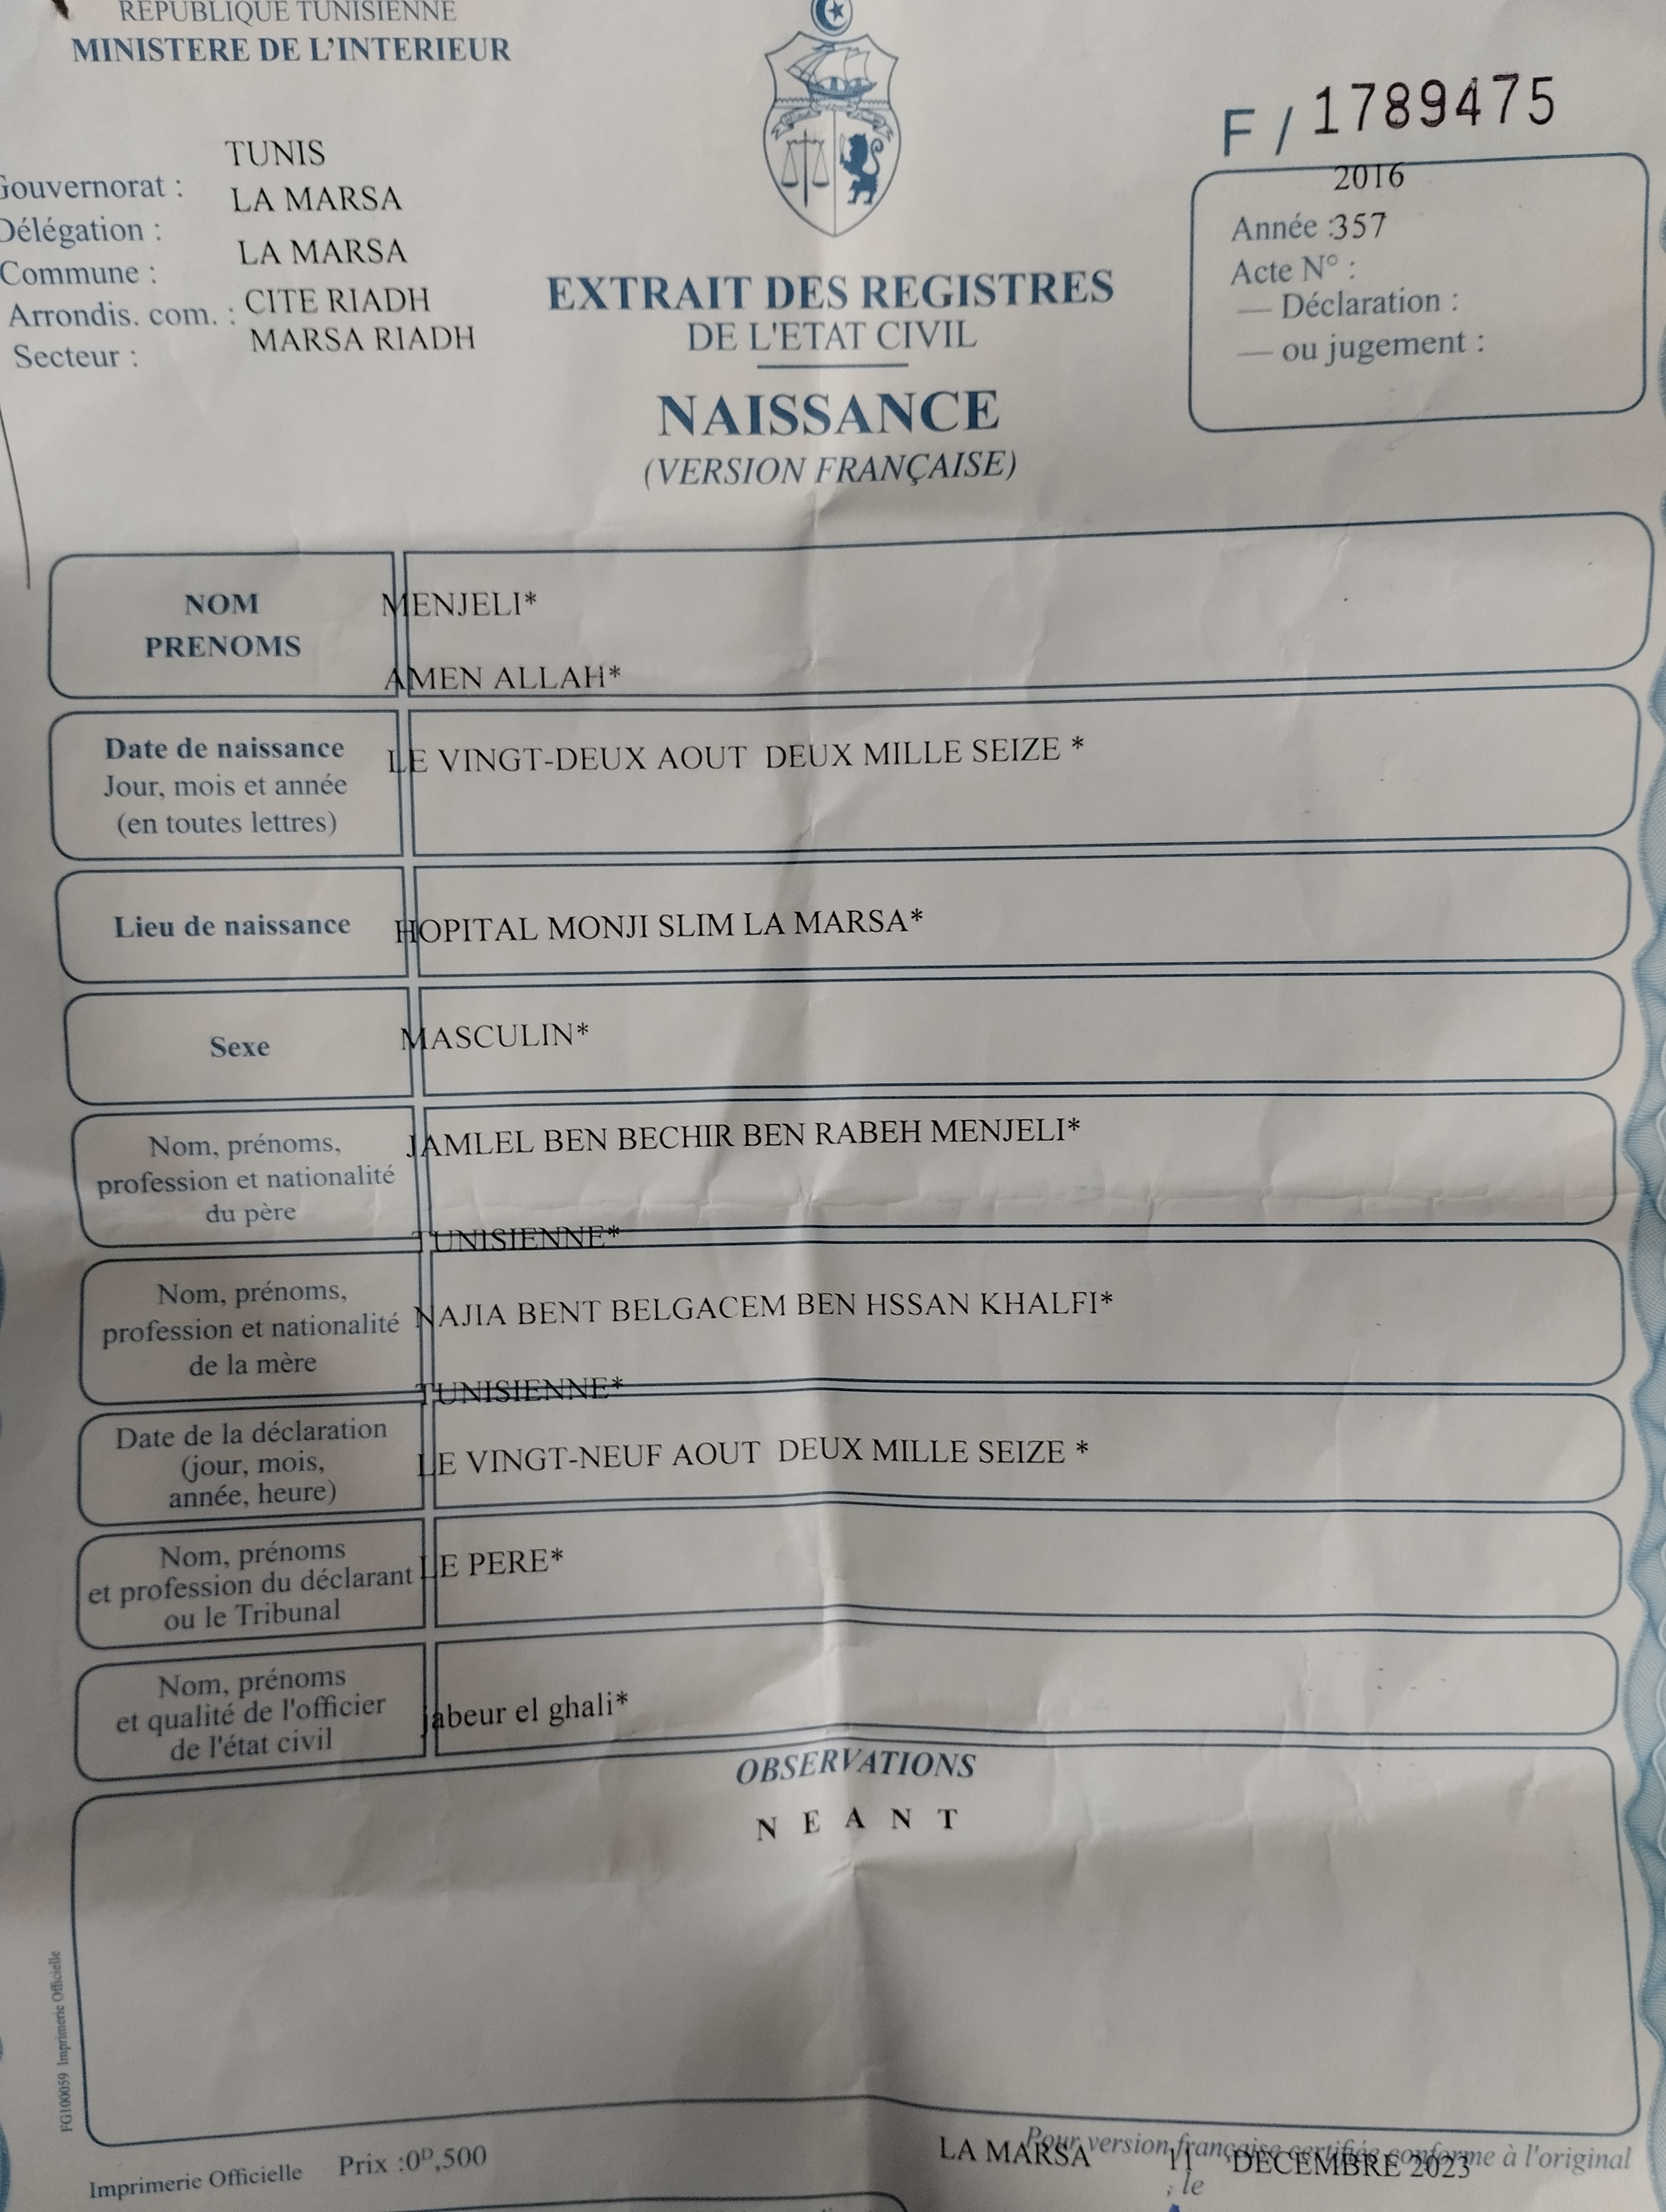 REPUBLIQUE TUNISIENNE
MINISTERE DE L'INTERIEUR
F / 1789475
Gouvernorat : TUNIS
Délégation : LA MARSA
Commune : LA MARSA
Arrondis. com. : CITE RIADH
Secteur : MARSA RIADH
2016
Année :357
Acte N° :
— Déclaration :
— ou jugement :
EXTRAIT DES REGISTRES
DE L'ETAT CIVIL
NAISSANCE
(VERSION FRANÇAISE)
NOM
PRENOMS
MENJELI*
AMEN ALLAH*
Date de naissance
Jour, mois et année
(en toutes lettres)
LE VINGT-DEUX AOUT DEUX MILLE SEIZE *
Lieu de naissance
HOPITAL MONJI SLIM LA MARSA*
Sexe
MASCULIN*
Nom, prénoms,
profession et nationalité
du père
JAMLEL BEN BECHIR BEN RABEH MENJELI*
TUNISIENNE*
Nom, prénoms,
profession et nationalité
de la mère
NAJIA BENT BELGACEM BEN HSSAN KHALFI*
TUNISIENNE*
Date de la déclaration
(jour, mois,
année, heure)
LE VINGT-NEUF AOUT DEUX MILLE SEIZE *
Nom, prénoms
et profession du déclarant
ou le Tribunal
LE PERE*
Nom, prénoms
et qualité de l'officier
de l'état civil
jabeur el ghali*
OBSERVATIONS
N E A N T
FG100059 Imprimerie Officielle
Imprimerie Officielle Prix :0ᴰ,500
Pour version française certifiée conforme à l'original
LA MARSA 11 DECEMBRE 2023
, le